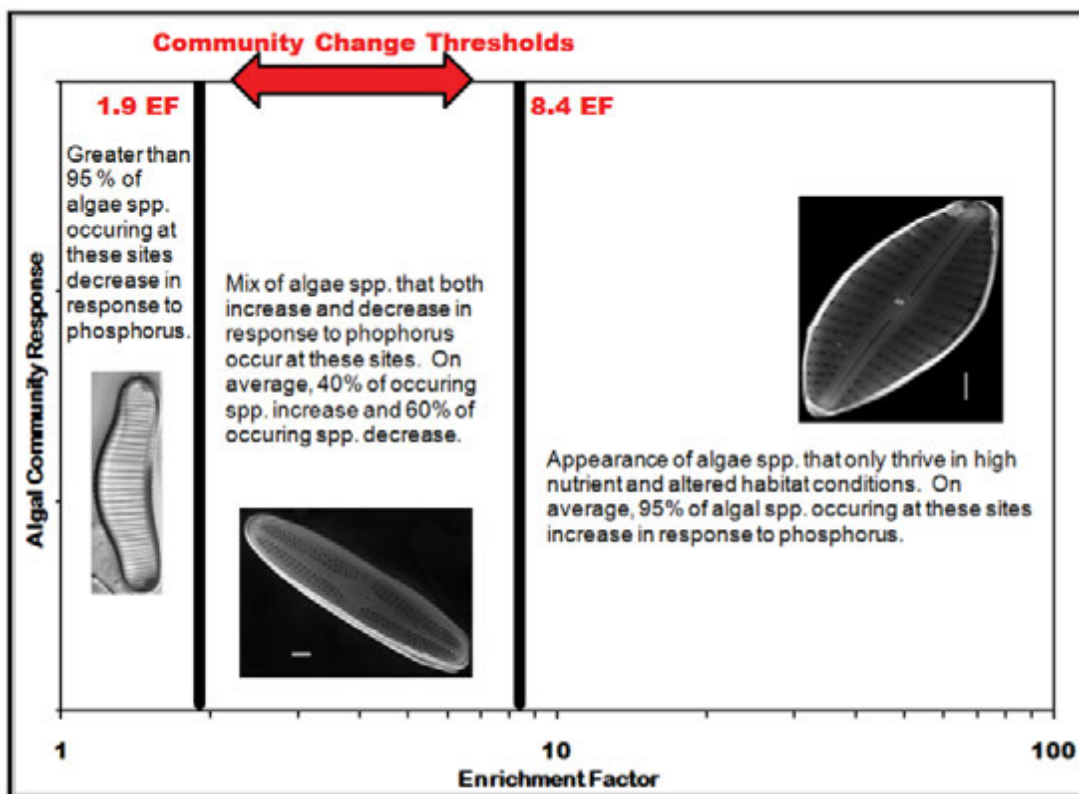 Community Change Thresholds
1.9 EF
8.4 EF
Greater than
95 % of
algae spp.
occuring at
these sites
decrease in
response to
phosphorus.
Mix of algae spp. that both
increase and decrease in
response to phophorus
occur at these sites. On
average, 40% of occuring
spp. increase and 60% of
occuring spp. decrease.
Appearance of algae spp. that only thrive in high
nutrient and altered habitat conditions. On
average, 95% of algal spp. occuring at these sites
increase in response to phosphorus.
Algal Community Response
1
10
100
Enrichment Factor